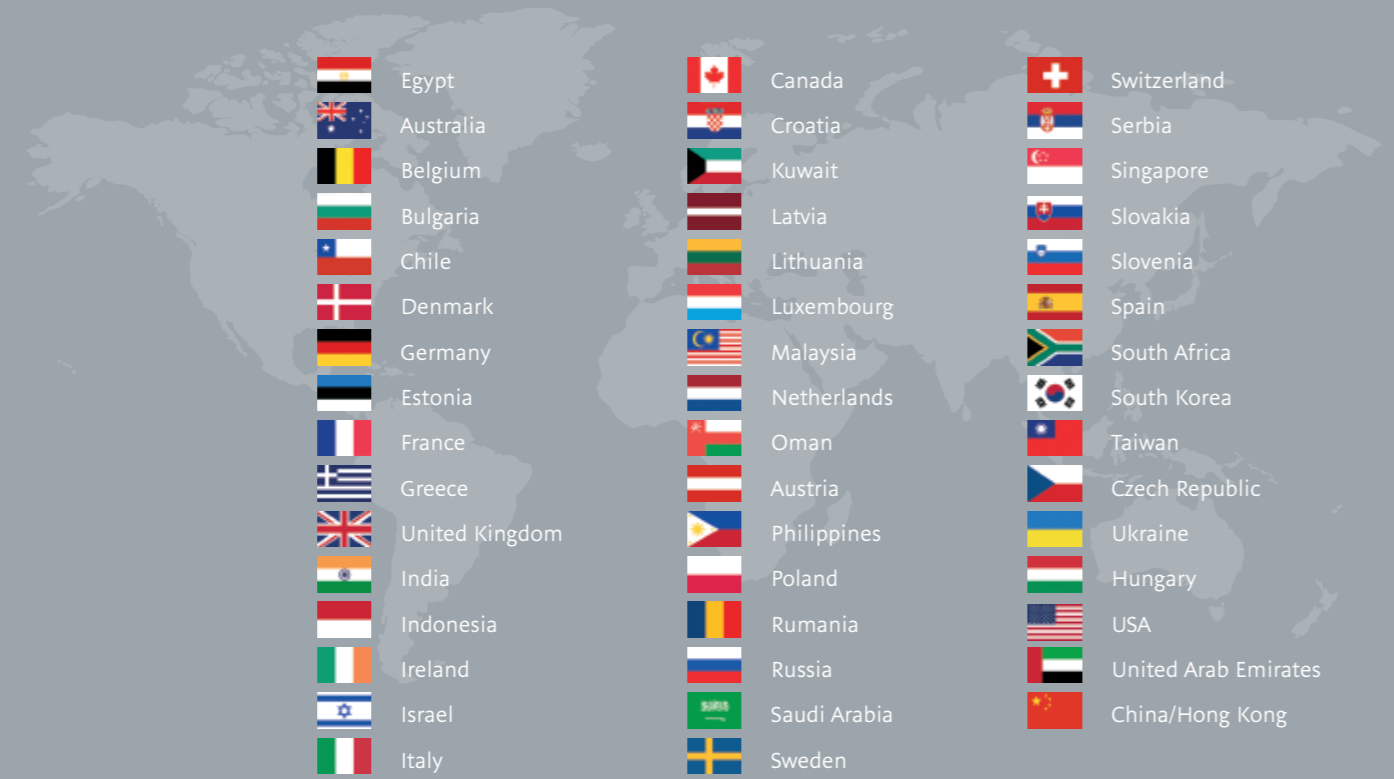 Egypt
Australia
Belgium
Bulgaria
Chile
Denmark
Germany
Estonia
France
Greece
United Kingdom
India
Indonesia
Ireland
Israel
Italy
Canada
Croatia
Kuwait
Latvia
Lithuania
Luxembourg
Malaysia
Netherlands
Oman
Austria
Philippines
Poland
Rumania
Russia
Saudi Arabia
Sweden
Switzerland
Serbia
Singapore
Slovakia
Slovenia
Spain
South Africa
South Korea
Taiwan
Czech Republic
Ukraine
Hungary
USA
United Arab Emirates
China/Hong Kong